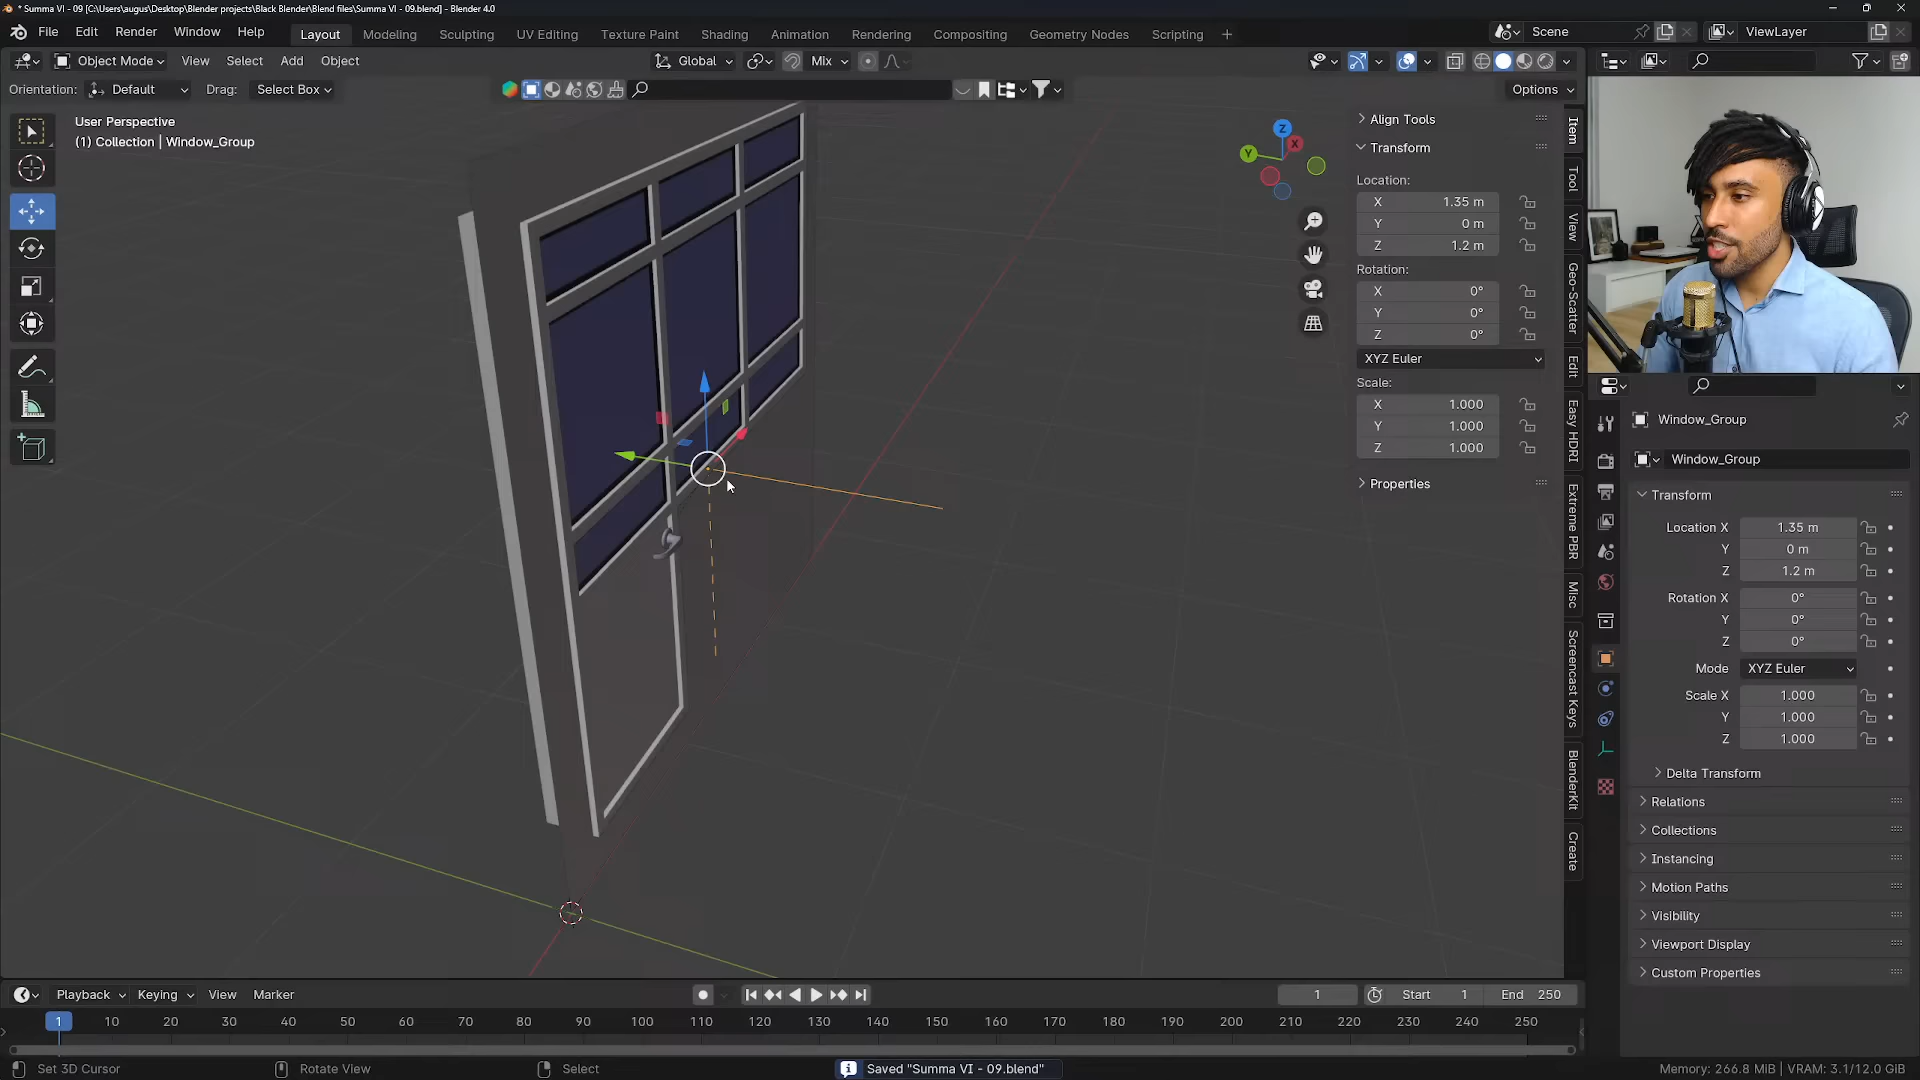 * Summa VI - 09 [C:\Users\augus\Desktop\Blender projects\Black Blender\Blend files\Summa VI - 09.blend] - Blender 4.0
File Edit Render Window Help Layout Modeling Sculpting UV Editing Texture Paint Shading Animation Rendering Compositing Geometry Nodes Scripting + Scene ViewLayer
Object Mode View Select Add Object Global Mix
Orientation: Default Drag: Select Box Options
User Perspective
(1) Collection | Window_Group
Z
X
Y
Align Tools
Transform
Location:
X 1.35 m
Y 0 m
Z 1.2 m
Rotation:
X 0°
Y 0°
Z 0°
XYZ Euler
Scale:
X 1.000
Y 1.000
Z 1.000
Properties
Item
Tool
View
Geo-Scatter
Edit
Easy HDRI
Extreme PBR
Misc
Screencast Keys
BlenderKit
Create
Window_Group
Window_Group
Transform
Location X 1.35 m
Y 0 m
Z 1.2 m
Rotation X 0°
Y 0°
Z 0°
Mode XYZ Euler
Scale X 1.000
Y 1.000
Z 1.000
Delta Transform
Relations
Collections
Instancing
Motion Paths
Visibility
Viewport Display
Custom Properties
Playback Keying View Marker 1 Start 1 End 250
1 10 20 30 40 50 60 70 80 90 100 110 120 130 140 150 160 170 180 190 200 210 220 230 240 250
Set 3D Cursor Rotate View Select Saved "Summa VI - 09.blend" Memory: 266.8 MiB | VRAM: 3.1/12.0 GiB